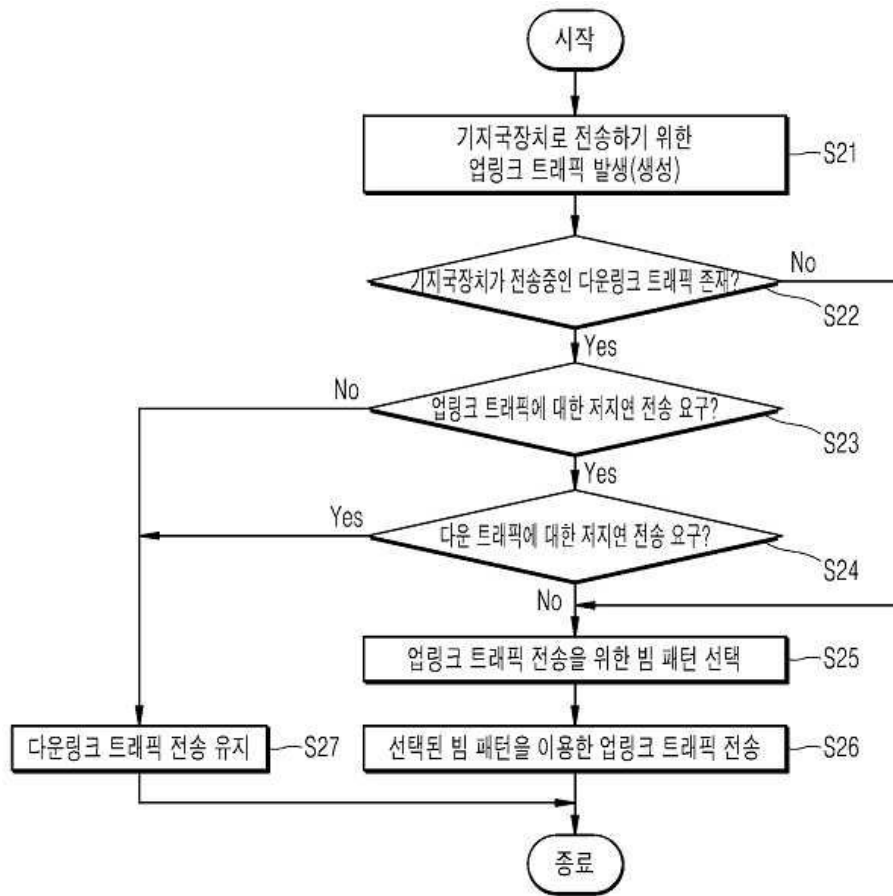 시작
기지국장치로 전송하기 위한
업링크 트래픽 발생(생성)
S21
기지국장치가 전송중인 다운링크 트래픽 존재?
No
S22
Yes
No
업링크 트래픽에 대한 저지연 전송 요구?
S23
Yes
Yes
다운 트래픽에 대한 저지연 전송 요구?
S24
No
업링크 트래픽 전송을 위한 빔 패턴 선택
S25
다운링크 트래픽 전송 유지
S27
선택된 빔 패턴을 이용한 업링크 트래픽 전송
S26
종료